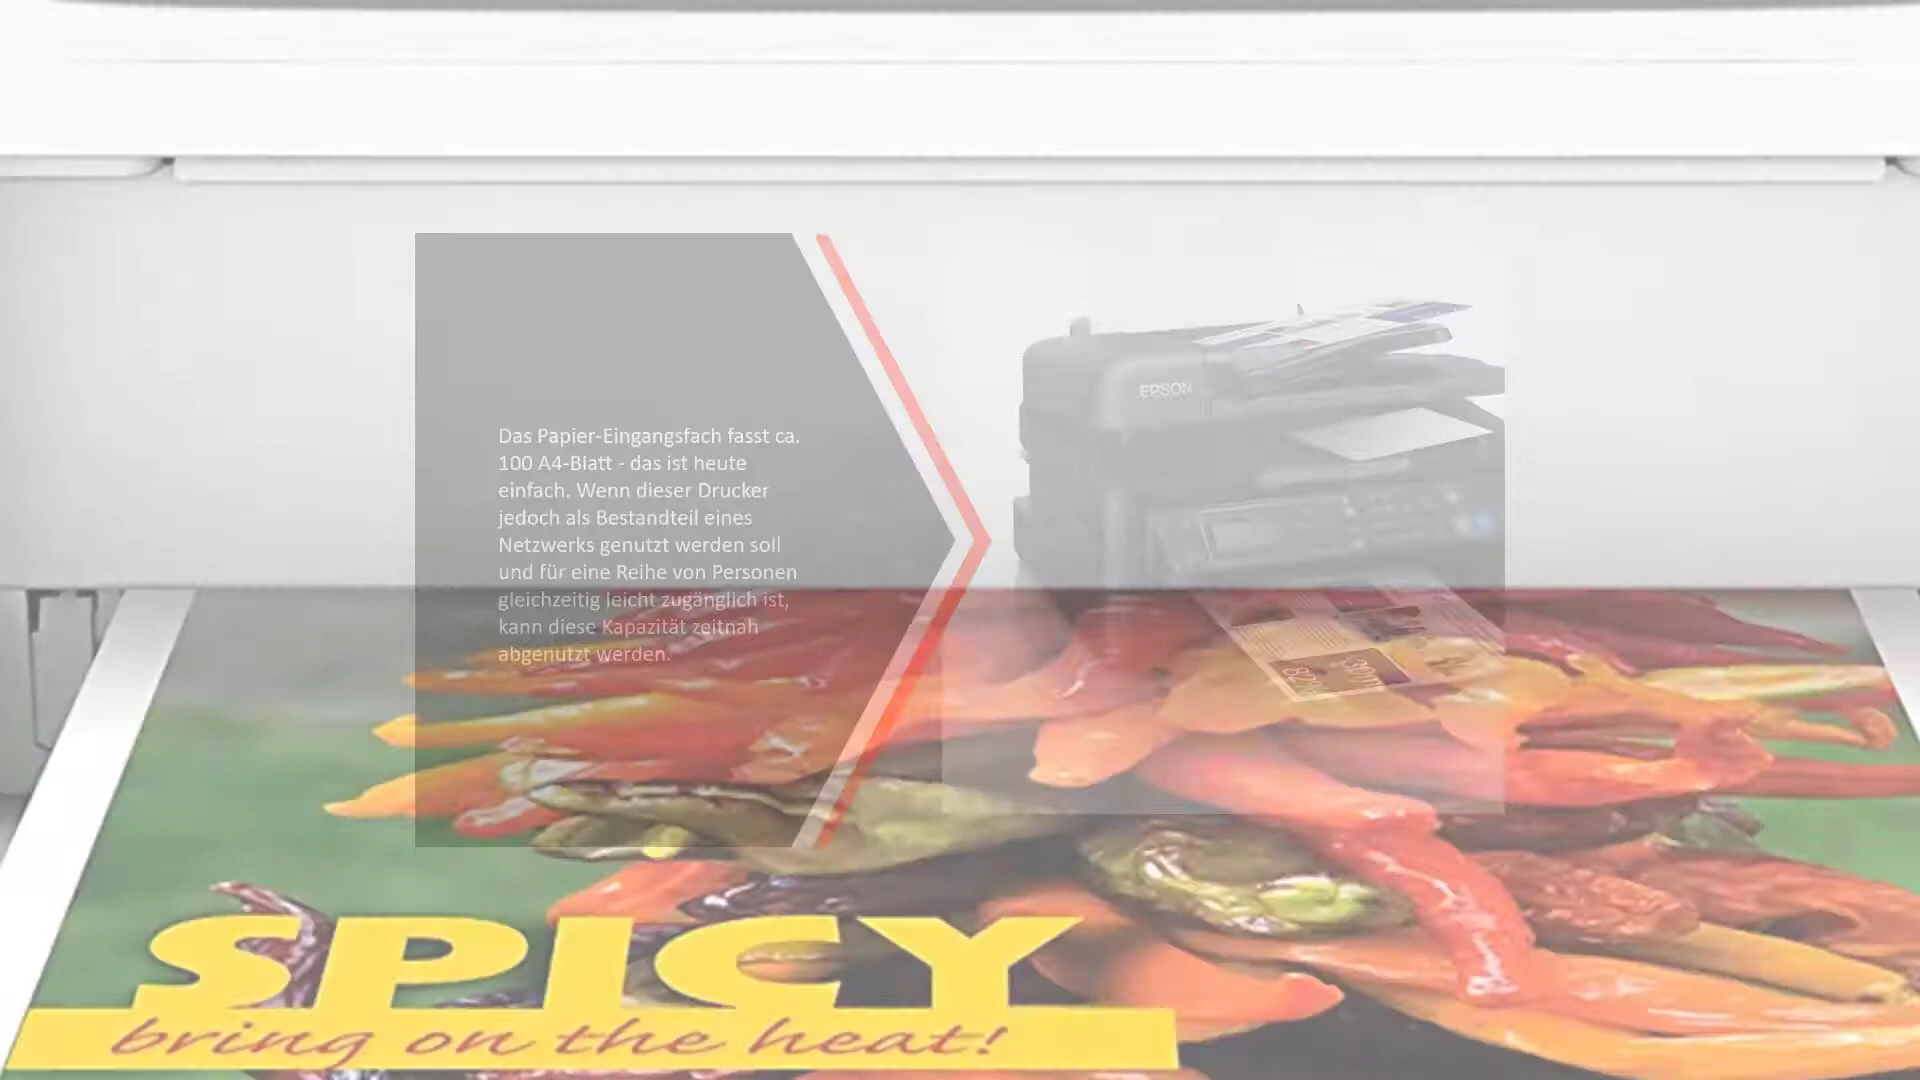 EPSON
Das Papier-Eingangsfach fasst ca.
100 A4-Blatt - das ist heute
einfach. Wenn dieser Drucker
jedoch als Bestandteil eines
Netzwerks genutzt werden soll
und für eine Reihe von Personen
gleichzeitig leicht zugänglich ist,
kann diese Kapazität zeitnah
abgenutzt werden.
SPICY
bring on the heat!